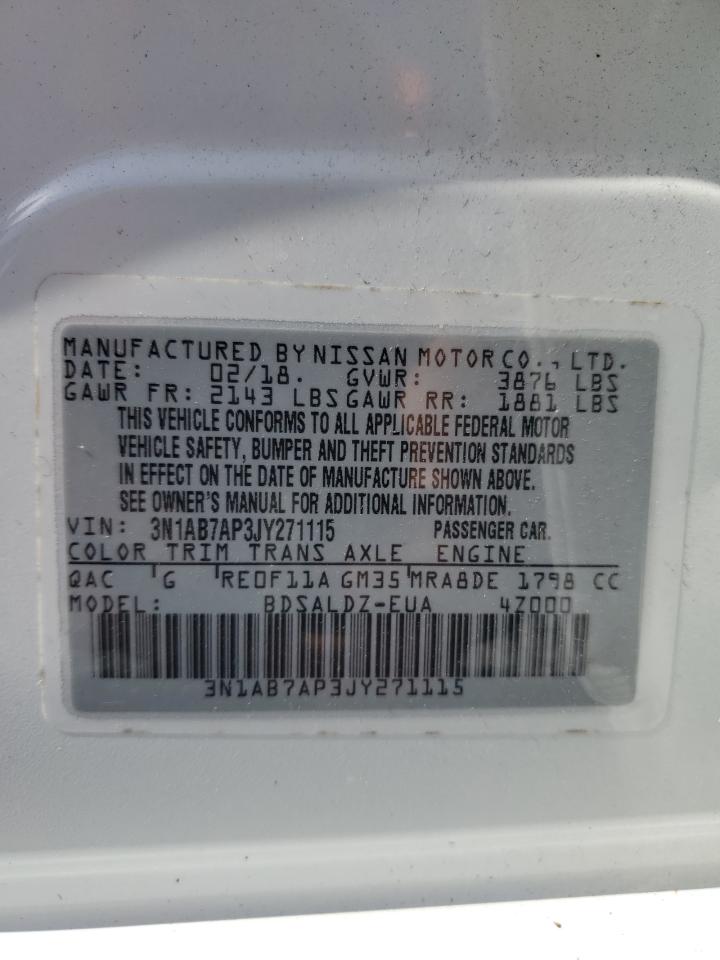 MANUFACTURED BY NISSAN MOTOR CO., LTD.
DATE: 02/18. GVWR: 3876 LBS
GAWR FR: 2143 LBS GAWR RR: 1881 LBS
THIS VEHICLE CONFORMS TO ALL APPLICABLE FEDERAL MOTOR
VEHICLE SAFETY, BUMPER AND THEFT PREVENTION STANDARDS
IN EFFECT ON THE DATE OF MANUFACTURE SHOWN ABOVE.
SEE OWNER'S MANUAL FOR ADDITIONAL INFORMATION.
VIN: 3N1AB7AP3JY271115 PASSENGER CAR.
COLOR TRIM TRANS AXLE ENGINE
QAC G RE0F11A GM35 MRA8DE 1798 CC
MODEL: BDSALDZ-EUA 4Z000
3N1AB7AP3JY271115